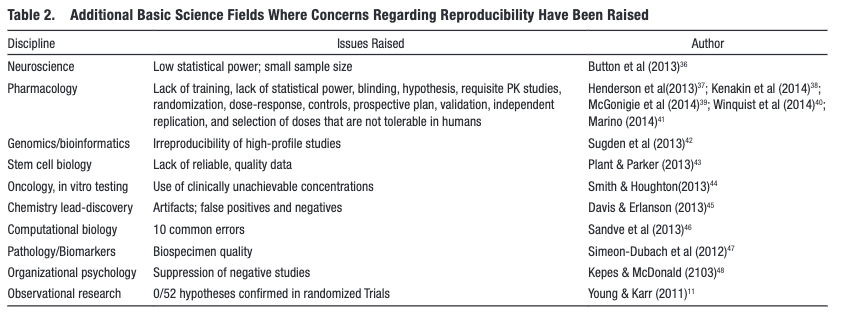 Table 2. Additional Basic Science Fields Where Concerns Regarding Reproducibility Have Been Raised
Discipline Issues Raised Author
Neuroscience Low statistical power; small sample size Button et al (2013)36
Pharmacology Lack of training, lack of statistical power, blinding, hypothesis, requisite PK studies, Henderson et al(2013)37; Kenakin et al (2014)38;
randomization, dose-response, controls, prospective plan, validation, independent McGonigie et al (2014)39; Winquist et al (2014)40;
replication, and selection of doses that are not tolerable in humans Marino (2014)41
Genomics/bioinformatics Irreproducibility of high-profile studies Sugden et al (2013)42
Stem cell biology Lack of reliable, quality data Plant & Parker (2013)43
Oncology, in vitro testing Use of clinically unachievable concentrations Smith & Houghton(2013)44
Chemistry lead-discovery Artifacts; false positives and negatives Davis & Erlanson (2013)45
Computational biology 10 common errors Sandve et al (2013)46
Pathology/Biomarkers Biospecimen quality Simeon-Dubach et al (2012)47
Organizational psychology Suppression of negative studies Kepes & McDonald (2103)48
Observational research 0/52 hypotheses confirmed in randomized Trials Young & Karr (2011)11